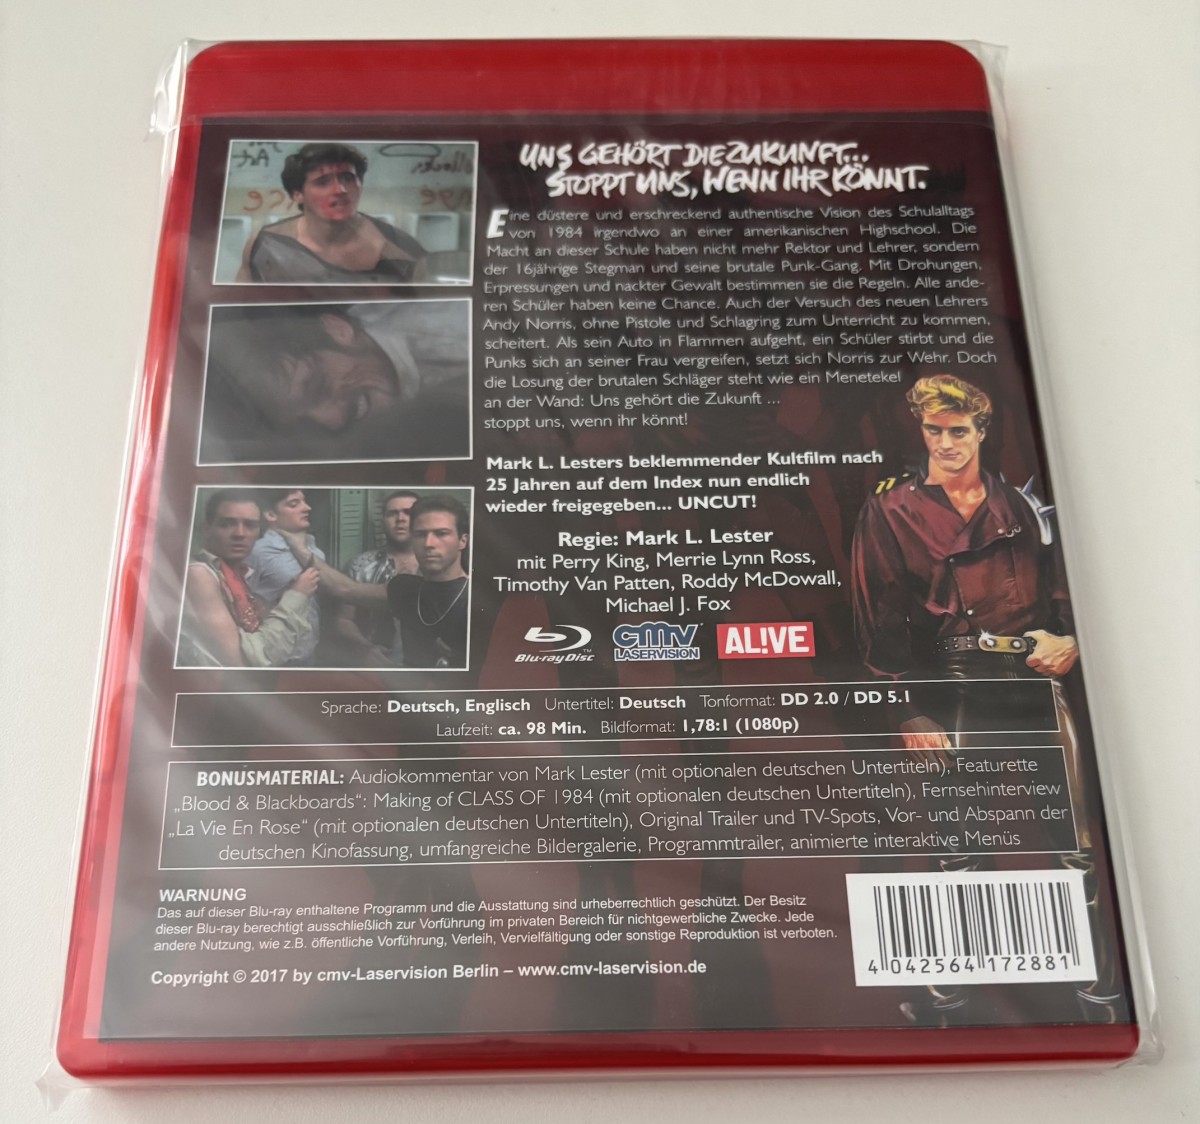 UNS GEHÖRT DIE ZUKUNFT...
STOPPT UNS, WENN IHR KÖNNT.
Eine düstere und erschreckend authentische Vision des Schulalltags
von 1984 irgendwo an einer amerikanischen Highschool. Die
Macht an dieser Schule haben nicht mehr Rektor und Lehrer, sondern
der 16jährige Stegman und seine brutale Punk-Gang. Mit Drohungen,
Erpressungen und nackter Gewalt bestimmen sie die Regeln. Alle ande-
ren Schüler haben keine Chance. Auch der Versuch des neuen Lehrers
Andy Norris, ohne Pistole und Schlagring zum Unterricht zu kommen,
scheitert. Als sein Auto in Flammen aufgeht, ein Schüler stirbt und die
Punks sich an seiner Frau vergreifen, setzt sich Norris zur Wehr. Doch
die Losung der brutalen Schläger steht wie ein Menetekel
an der Wand: Uns gehört die Zukunft ...
stoppt uns, wenn ihr könnt!
Mark L. Lesters beklemmender Kultfilm nach
25 Jahren auf dem Index nun endlich
wieder freigegeben... UNCUT!
Regie: Mark L. Lester
mit Perry King, Merrie Lynn Ross,
Timothy Van Patten, Roddy McDowall,
Michael J. Fox
Blu-ray Disc™
cmv LASERVISION®
AL!VE
Sprache: Deutsch, Englisch Untertitel: Deutsch Tonformat: DD 2.0 / DD 5.1
Laufzeit: ca. 98 Min. Bildformat: 1,78:1 (1080p)
BONUSMATERIAL: Audiokommentar von Mark Lester (mit optionalen deutschen Untertiteln), Featurette
„Blood & Blackboards“: Making of CLASS OF 1984 (mit optionalen deutschen Untertiteln), Fernsehinterview
„La Vie En Rose“ (mit optionalen deutschen Untertiteln), Original Trailer und TV-Spots, Vor- und Abspann der
deutschen Kinofassung, umfangreiche Bildergalerie, Programmtrailer, animierte interaktive Menüs
WARNUNG
Das auf dieser Blu-ray enthaltene Programm und die Ausstattung sind urheberrechtlich geschützt. Der Besitz
dieser Blu-ray berechtigt ausschließlich zur Vorführung im privaten Bereich für nichtgewerbliche Zwecke. Jede
andere Nutzung, wie z.B. öffentliche Vorführung, Verleih, Vervielfältigung oder sonstige Reproduktion ist verboten.
Copyright © 2017 by cmv-Laservision Berlin – www.cmv-laservision.de
4 042564 172881